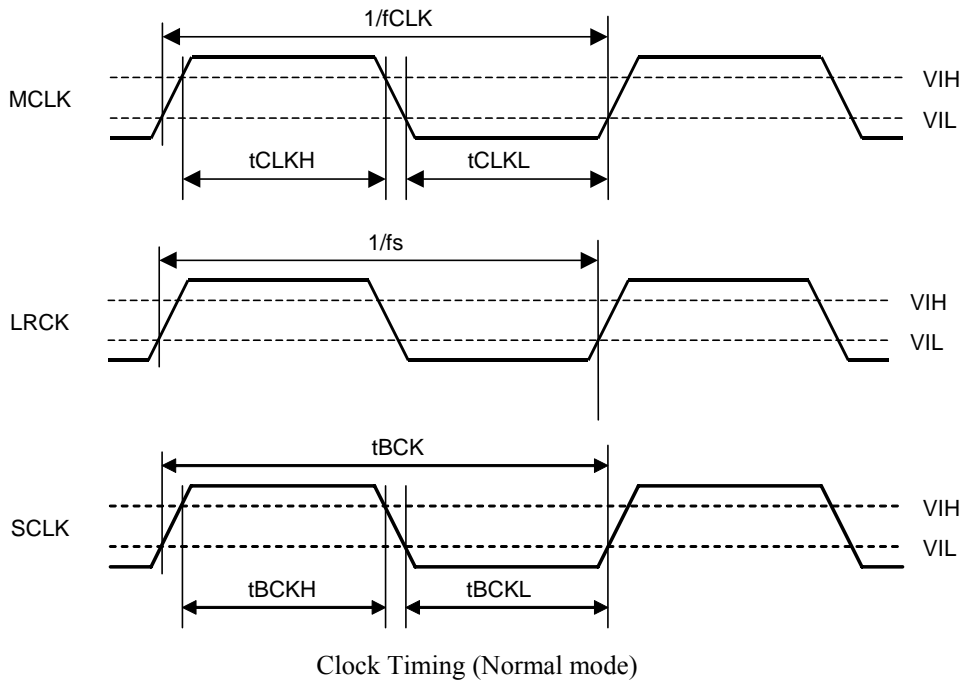 1/fCLK
VIH
MCLK
VIL
tCLKH
tCLKL
1/fs
VIH
LRCK
VIL
tBCK
VIH
SCLK
VIL
tBCKH
tBCKL
Clock Timing (Normal mode)